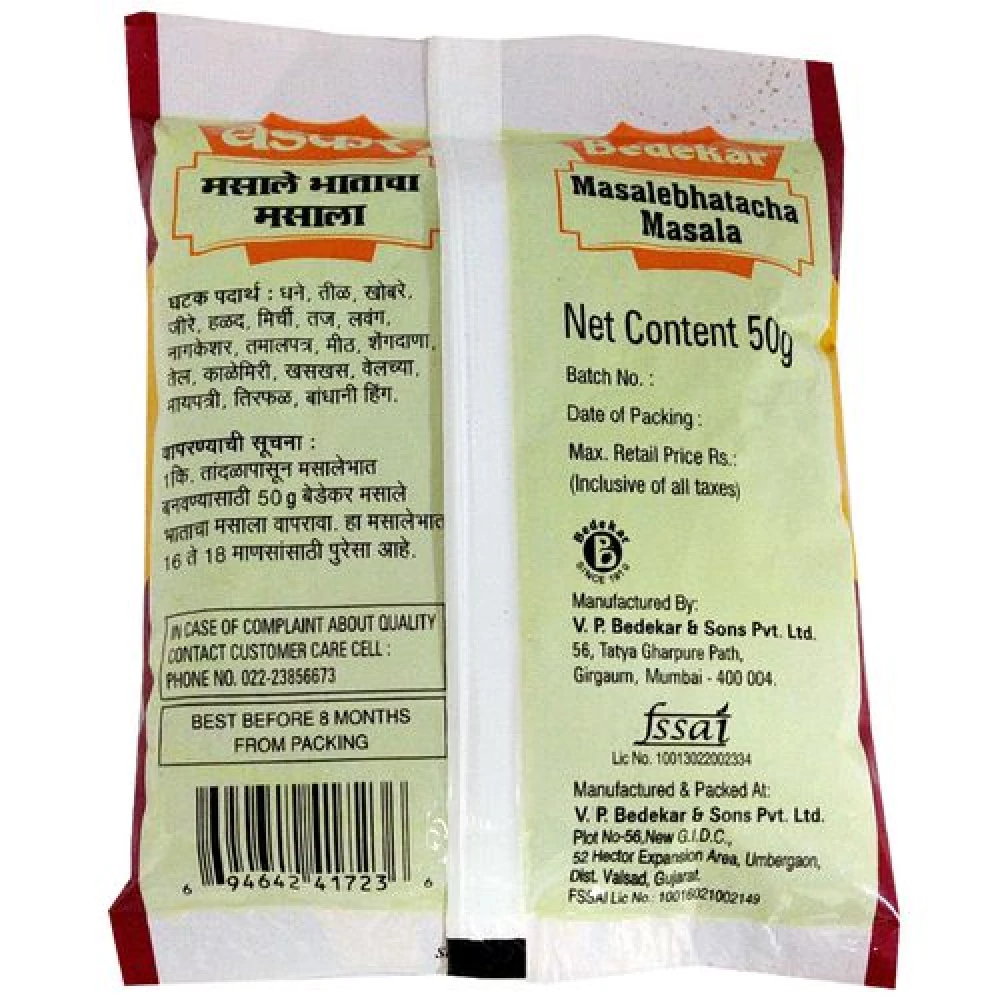 बेडेकर
मसाले भाताचा
मसाला
घटक पदार्थ : धने, तीळ, खोबरे,
जीरे, हळद, मिर्ची, तज, लवंग,
नागकेशर, तमालपत्र, मीठ, शेंगदाणा,
तेल, काळेमिरी, खसखस, वेलच्या,
मायपत्री, तिरफळ, बांधानी हिंग.
वापरण्याची सूचना :
1कि. तांदळापासून मसालेभात
बनवण्यासाठी 50 g बेडेकर मसाले
भाताचा मसाला वापरावा. हा मसालेभात
16 ते 18 माणसांसाठी पुरेसा आहे.
IN CASE OF COMPLAINT ABOUT QUALITY
CONTACT CUSTOMER CARE CELL :
PHONE NO. 022-23856673
BEST BEFORE 8 MONTHS
FROM PACKING
6 94642 41723 6
Bedekar
Masalebhatacha
Masala
Net Content 50g
Batch No. :
Date of Packing :
Max. Retail Price Rs.:
(Inclusive of all taxes)
Bedekar
SINCE 1910
Manufactured By:
V. P. Bedekar & Sons Pvt. Ltd.
56, Tatya Gharpure Path,
Girgaum, Mumbai - 400 004.
fssai
Lic No. 10013022002334
Manufactured & Packed At:
V. P. Bedekar & Sons Pvt. Ltd.
Plot No-56,New G.I.D.C.,
52 Hector Expansion Area, Umbergaon,
Dist. Valsad, Gujarat.
FSSAI Lic No.: 10016021002149